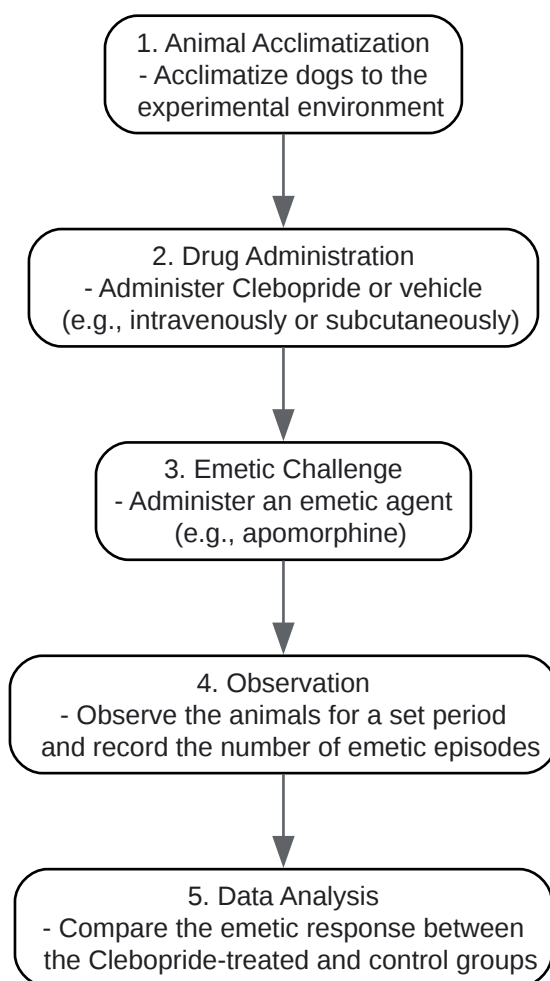 1. Animal Acclimatization
- Acclimatize dogs to the
experimental environment
2. Drug Administration
- Administer Clebopride or vehicle
(e.g., intravenously or subcutaneously)
3. Emetic Challenge
- Administer an emetic agent
(e.g., apomorphine)
4. Observation
- Observe the animals for a set period
and record the number of emetic episodes
5. Data Analysis
- Compare the emetic response between
the Clebopride-treated and control groups